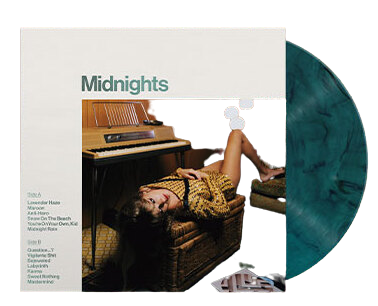 Midnights
Side A
Lavender Haze
Maroon
Anti-Hero
Snow On The Beach
You're On Your Own, Kid
Midnight Rain
Side B
Question...?
Vigilante Shit
Bejeweled
Labyrinth
Karma
Sweet Nothing
Mastermind